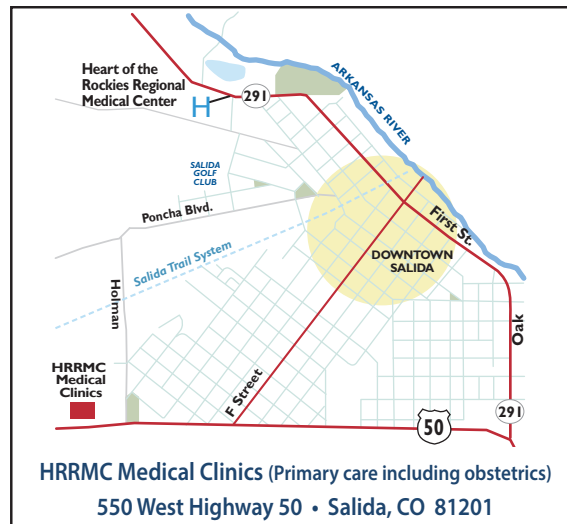 Heart of the
Rockies Regional
Medical Center
H
291
ARKANSAS RIVER
SALIDA
GOLF
CLUB
Poncha Blvd.
First St.
Salida Trail System
DOWNTOWN
SALIDA
Holman
Oak
HRRMC
Medical
Clinics
F Street
291
50
HRRMC Medical Clinics (Primary care including obstetrics)
550 West Highway 50 • Salida, CO 81201